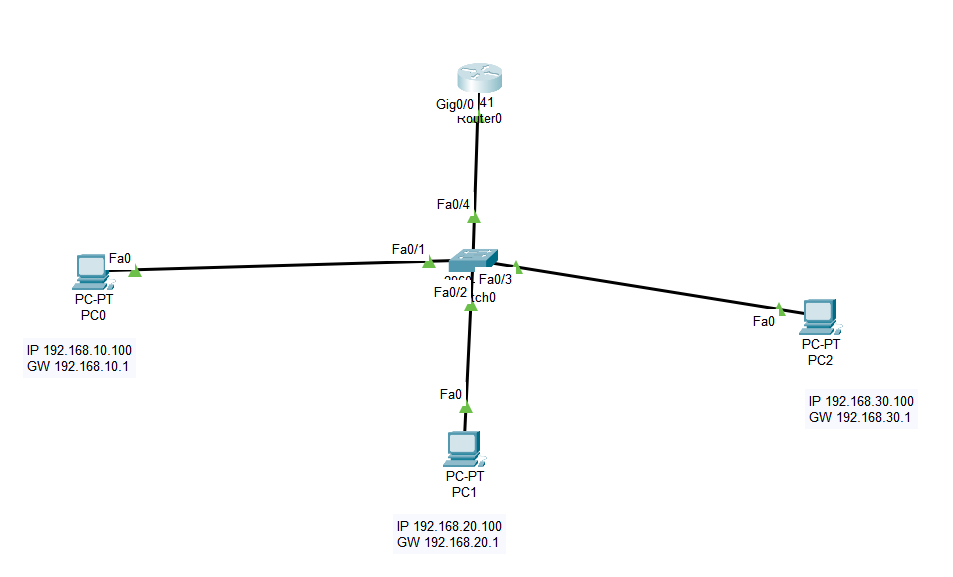 Gig0/0
41
Router0
Fa0/4
Fa0/1
Fa0
Fa0/3
Fa0/2
ch0
PC-PT
PC0
Fa0
PC-PT
PC2
IP 192.168.10.100
GW 192.168.10.1
Fa0
IP 192.168.30.100
GW 192.168.30.1
PC-PT
PC1
IP 192.168.20.100
GW 192.168.20.1